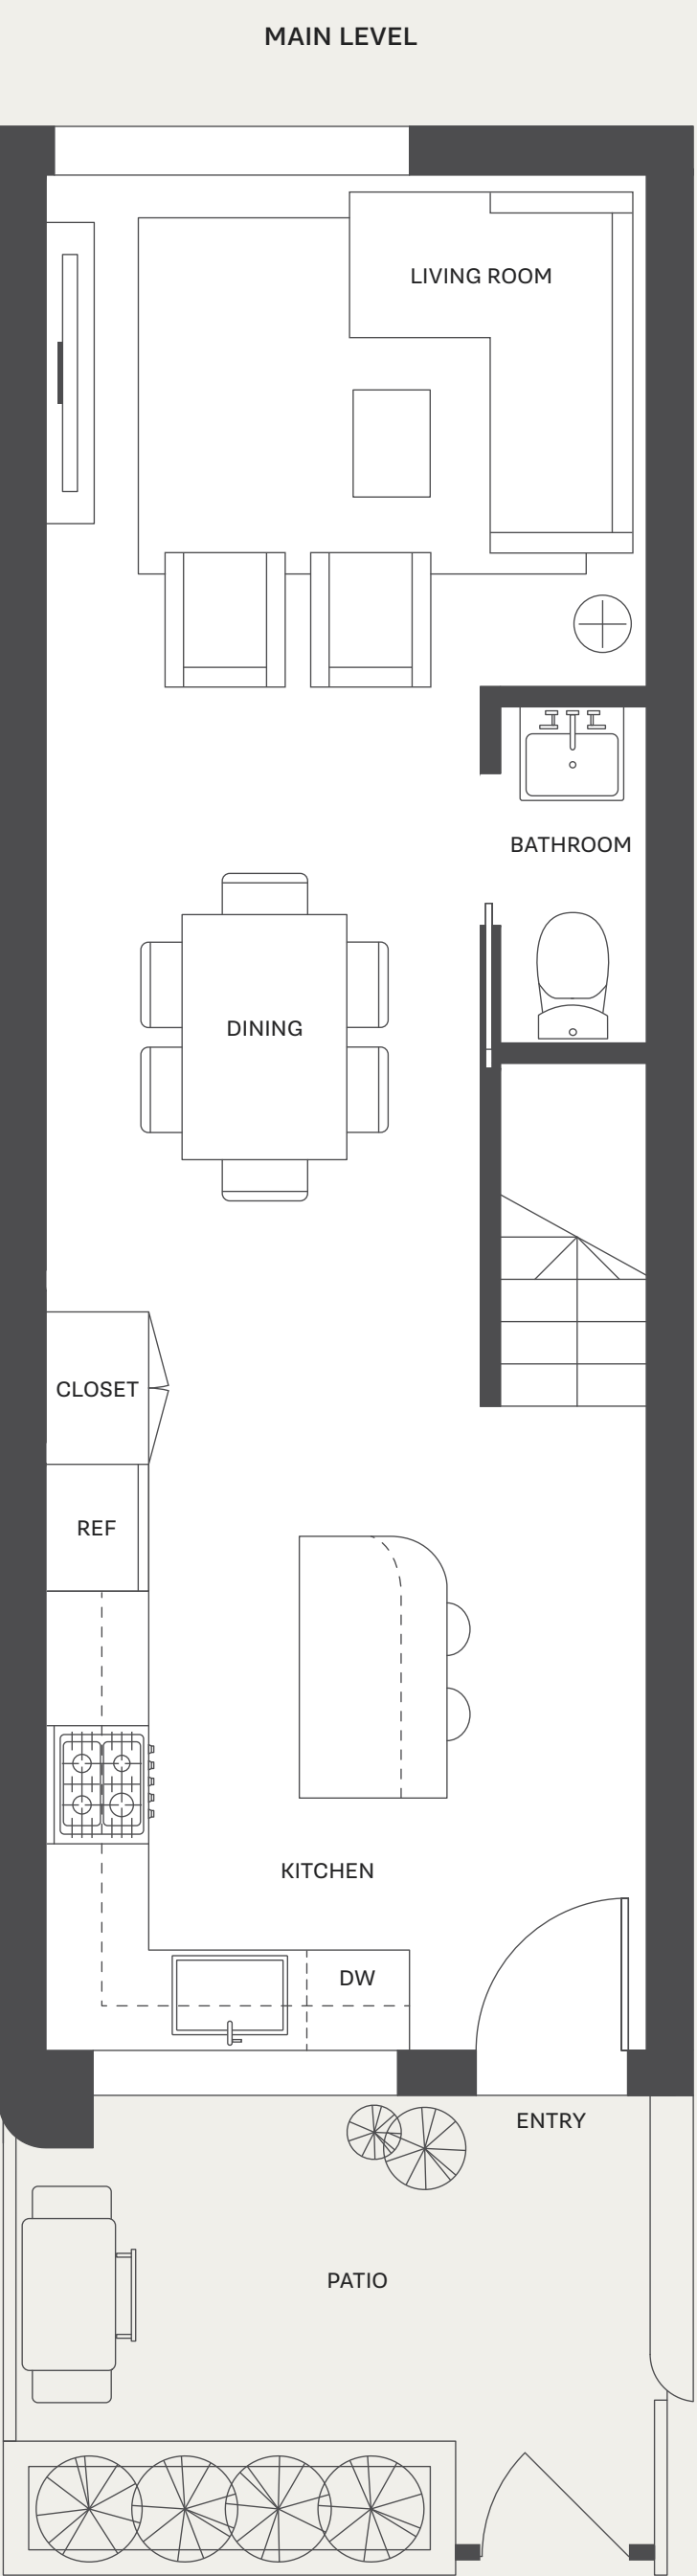 MAIN LEVEL
LIVING ROOM
BATHROOM
DINING
CLOSET
REF
KITCHEN
DW
ENTRY
PATIO